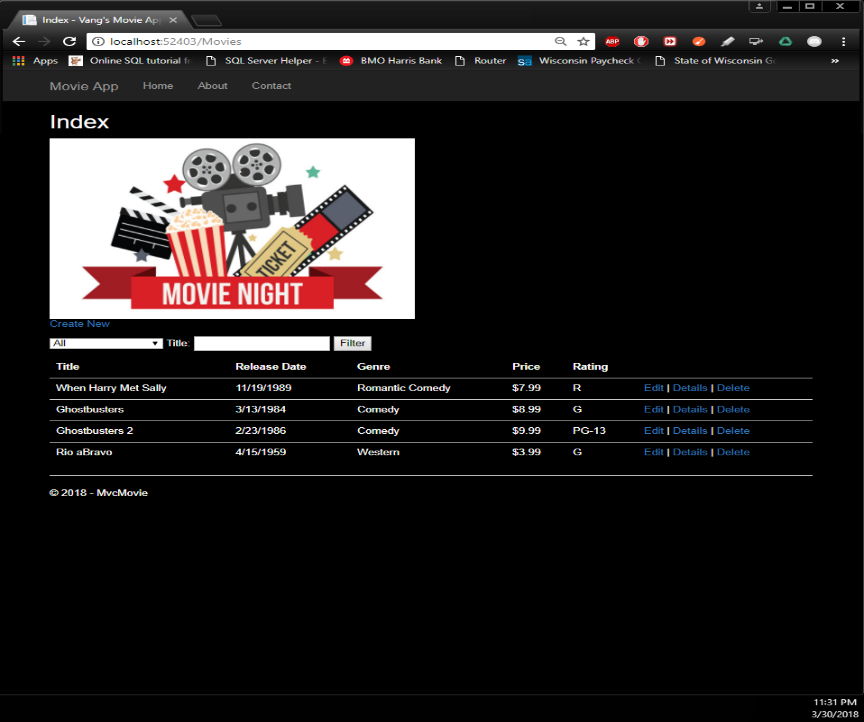 Index - Vang's Movie Ap
localhost:52403/Movies
ABP
Apps Online SQL tutorial fr SQL Server Helper - E BMO Harris Bank Router Wisconsin Paycheck State of Wisconsin Go »
Movie App Home About Contact
Index
TICKET
MOVIE NIGHT
Create New
All Title: Filter
Title Release Date Genre Price Rating
When Harry Met Sally 11/19/1989 Romantic Comedy $7.99 R Edit | Details | Delete
Ghostbusters 3/13/1984 Comedy $8.99 G Edit | Details | Delete
Ghostbusters 2 2/23/1986 Comedy $9.99 PG-13 Edit | Details | Delete
Rio aBravo 4/15/1959 Western $3.99 G Edit | Details | Delete
© 2018 - MvcMovie
11:31 PM
3/30/2018